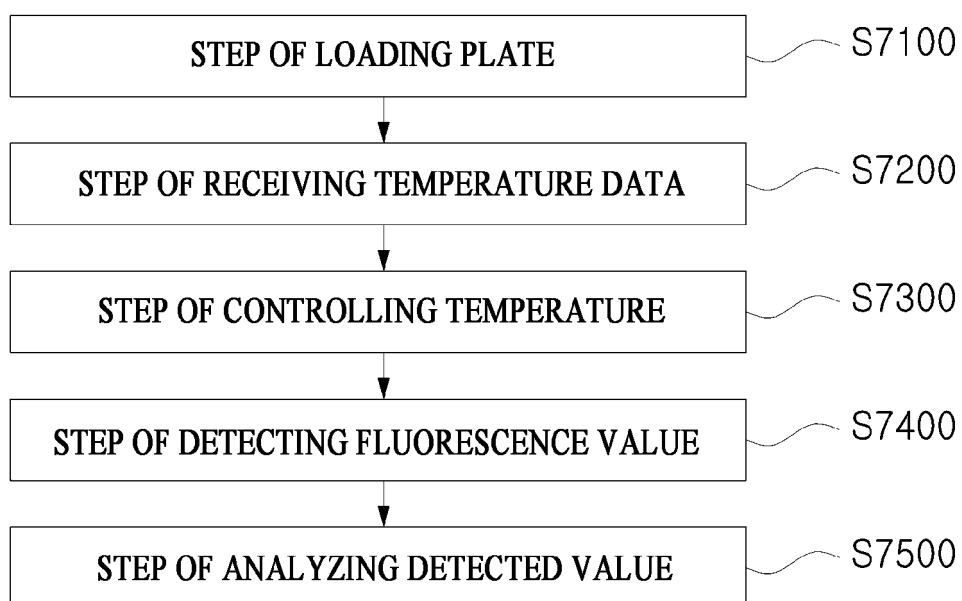 STEP OF LOADING PLATE S7100
STEP OF RECEIVING TEMPERATURE DATA S7200
STEP OF CONTROLLING TEMPERATURE S7300
STEP OF DETECTING FLUORESCENCE VALUE S7400
STEP OF ANALYZING DETECTED VALUE S7500